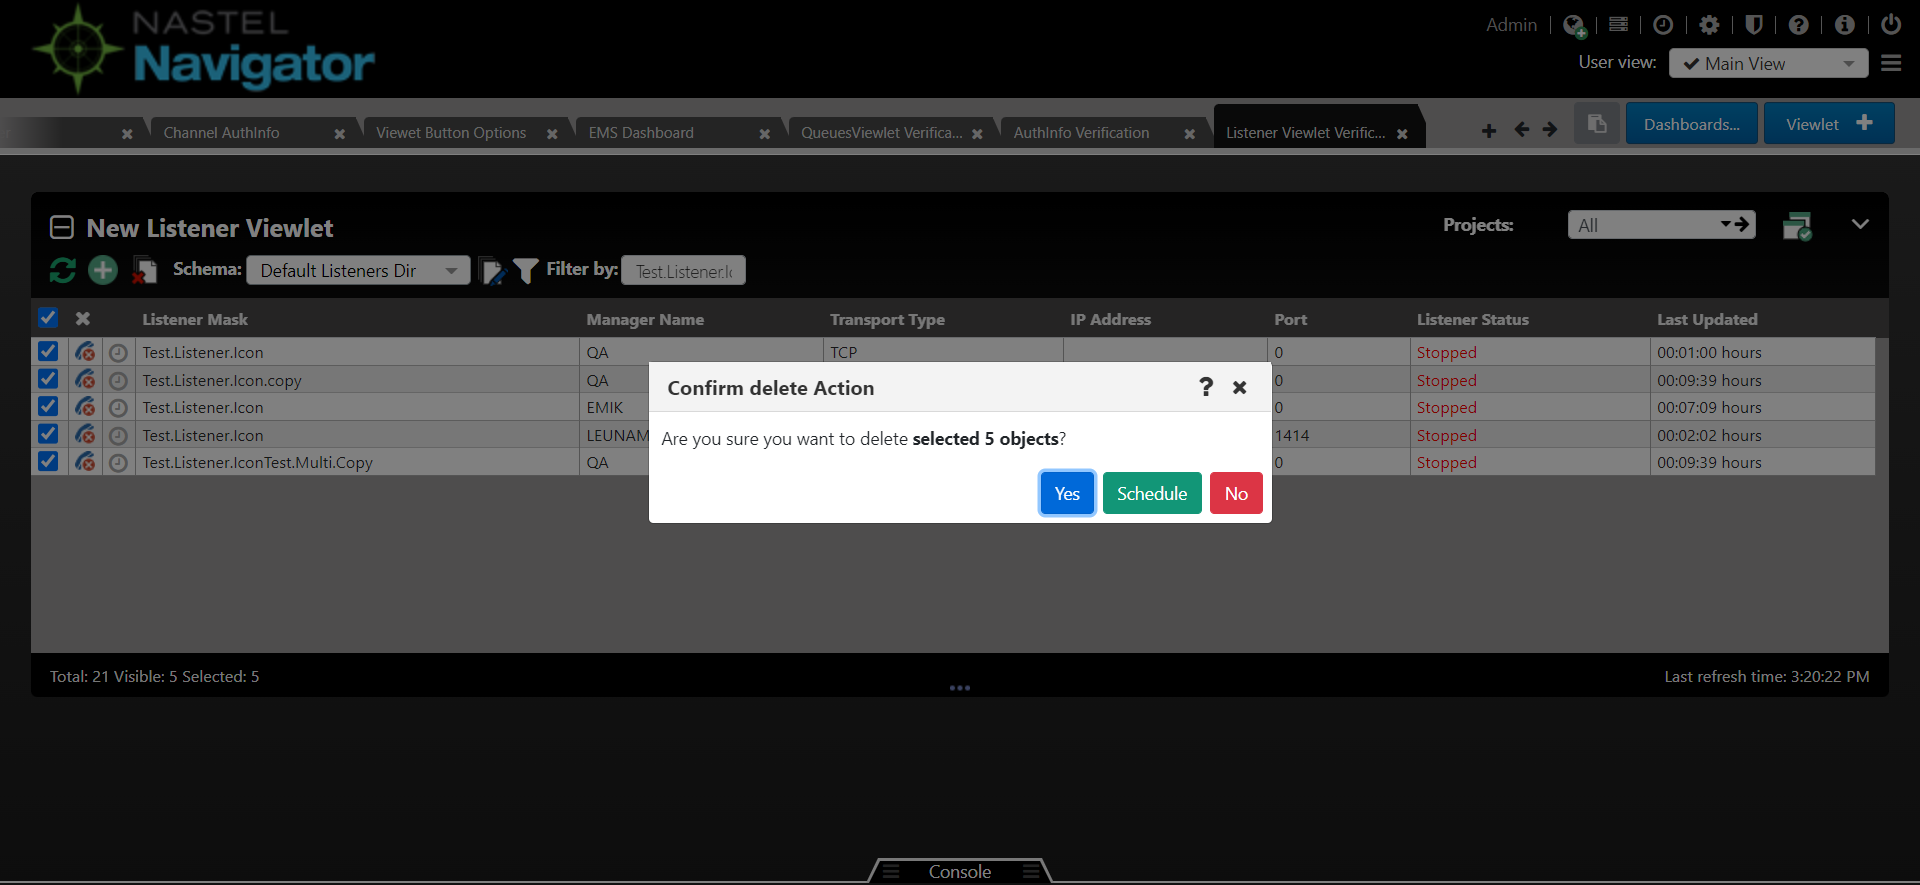 NASTEL
Navigator
Admin
User view: Main View
Channel AuthInfo
Viewet Button Options
EMS Dashboard
QueuesViewlet Verifica...
AuthInfo Verification
Listener Viewlet Verific...
Dashboards...
Viewlet
New Listener Viewlet
Projects: All
Schema: Default Listeners Dir Filter by: Test.Listener.Ic
Listener Mask Manager Name Transport Type IP Address Port Listener Status Last Updated
Test.Listener.Icon QA TCP 0 Stopped 00:01:00 hours
Test.Listener.Icon.copy QA 0 Stopped 00:09:39 hours
Test.Listener.Icon EMIK 0 Stopped 00:07:09 hours
Test.Listener.Icon LEUNAM 1414 Stopped 00:02:02 hours
Test.Listener.IconTest.Multi.Copy QA 0 Stopped 00:09:39 hours
Confirm delete Action
Are you sure you want to delete selected 5 objects?
Yes Schedule No
Total: 21 Visible: 5 Selected: 5
Last refresh time: 3:20:22 PM
Console